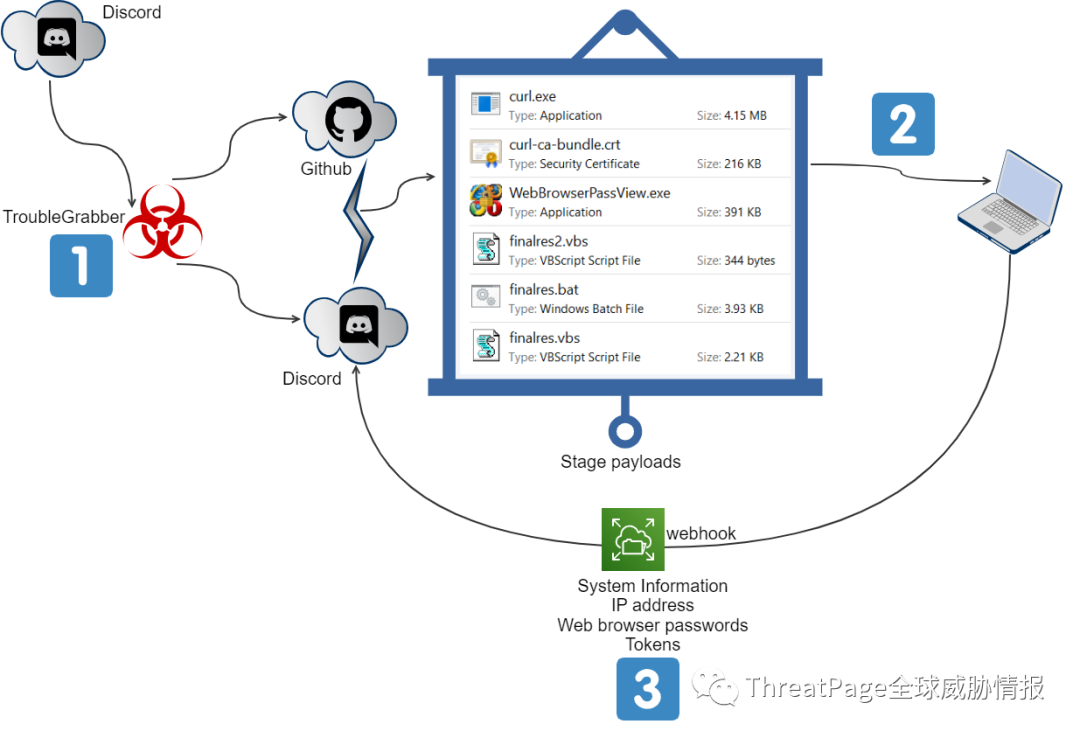 Discord
Github
TroubleGrabber
1
Discord
curl.exe
Type: Application Size: 4.15 MB
curl-ca-bundle.crt
Type: Security Certificate Size: 216 KB
WebBrowserPassView.exe
Type: Application Size: 391 KB
finalres2.vbs
Type: VBScript Script File Size: 344 bytes
finalres.bat
Type: Windows Batch File Size: 3.93 KB
finalres.vbs
Type: VBScript Script File Size: 2.21 KB
Stage payloads
2
webhook
System Information
IP address
Web browser passwords
Tokens
3
ThreatPage全球威胁情报